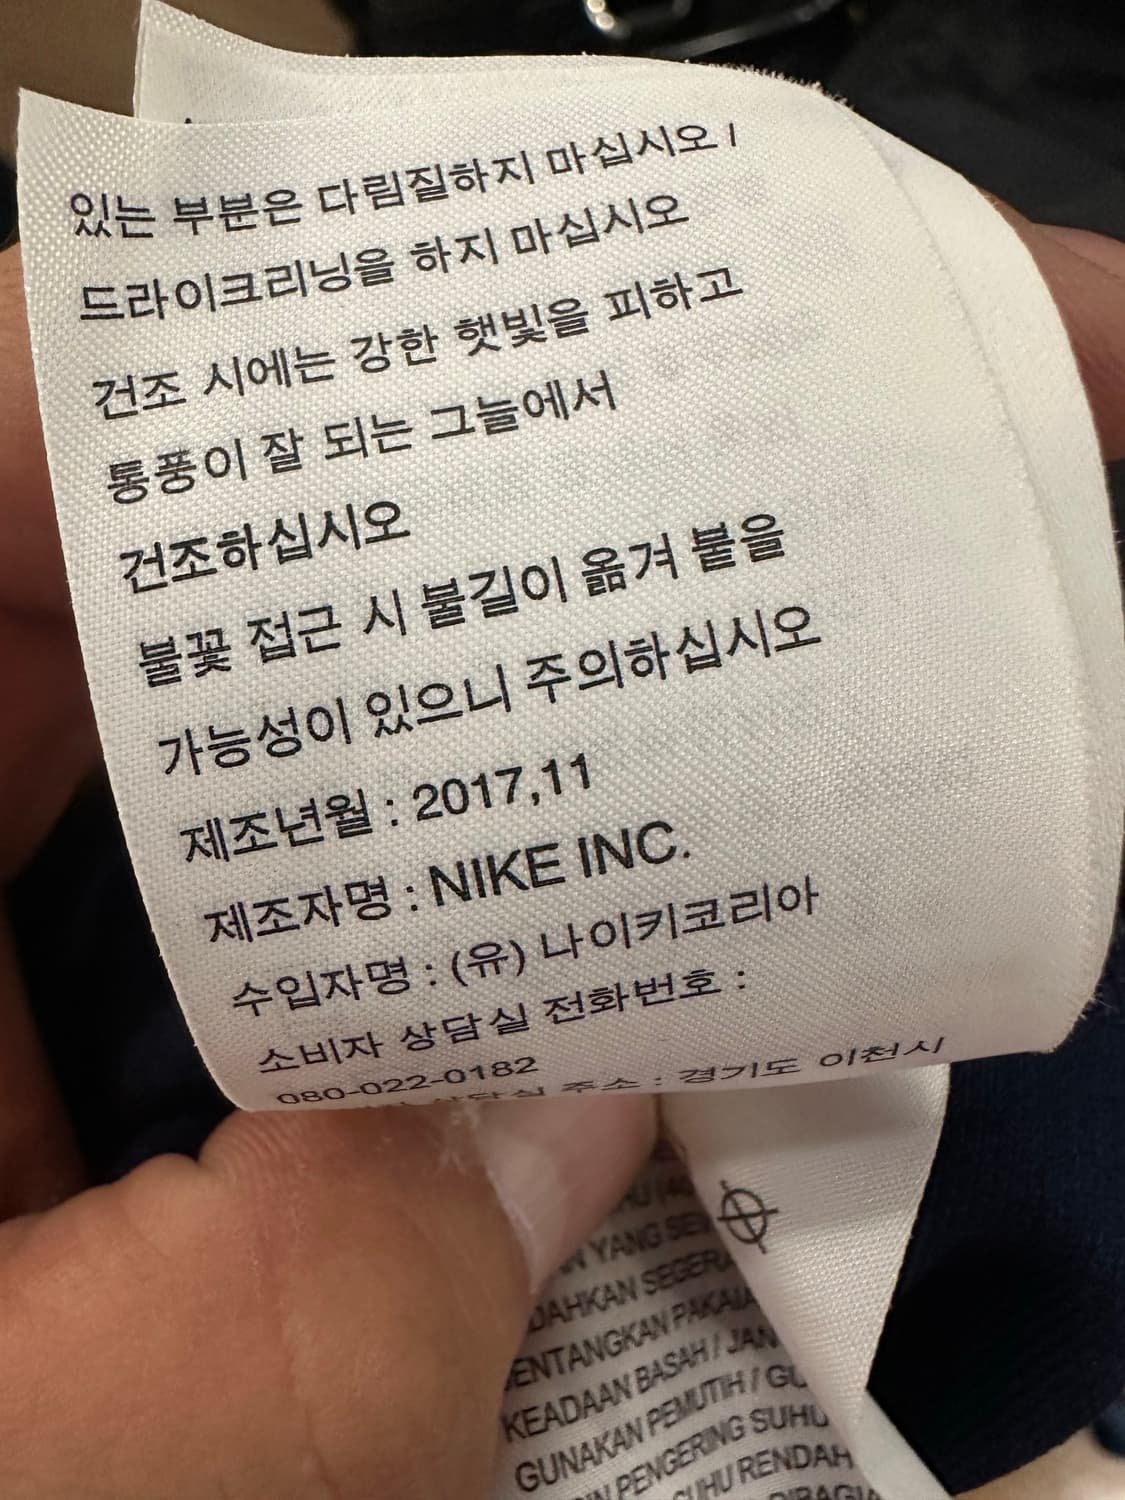 있는 부분은 다림질하지 마십시오 /
드라이크리닝을 하지 마십시오
건조 시에는 강한 햇빛을 피하고
통풍이 잘 되는 그늘에서
건조하십시오
불꽃 접근 시 불길이 옮겨 붙을
가능성이 있으니 주의하십시오
제조년월 : 2017,11
제조자명 : NIKE INC.
수입자명 : (유) 나이키코리아
소비자 상담실 전화번호 :
080-022-0182
상담실 주소 : 경기도 이천시
YANG
SEGERA
KEADAAN BASAH / JAN
GUNAKAN PEMUTIH / GU
PENGERING SUHU
SUHU RENDAH